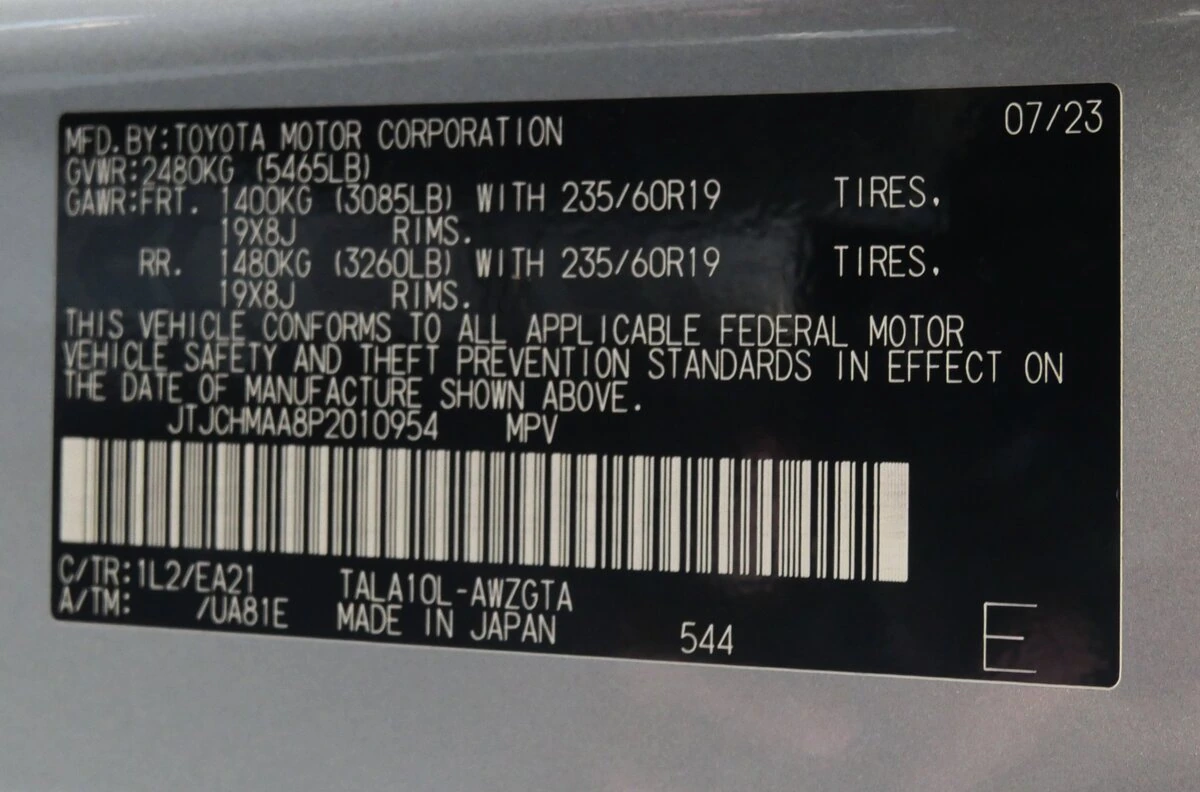 07/23
MFD.BY:TOYOTA MOTOR CORPORATION
GVWR:2480KG (5465LB)
GAWR:FRT. 1400KG (3085LB) WITH 235/60R19 TIRES.
19X8J RIMS.
RR. 1480KG (3260LB) WITH 235/60R19 TIRES.
19X8J RIMS.
THIS VEHICLE CONFORMS TO ALL APPLICABLE FEDERAL MOTOR
VEHICLE SAFETY AND THEFT PREVENTION STANDARDS IN EFFECT ON
THE DATE OF MANUFACTURE SHOWN ABOVE.
JTJCHMAA8P2010954 MPV
C/TR:1L2/EA21 TALA10L-AWZGTA
A/TM: /UA81E MADE IN JAPAN 544 E